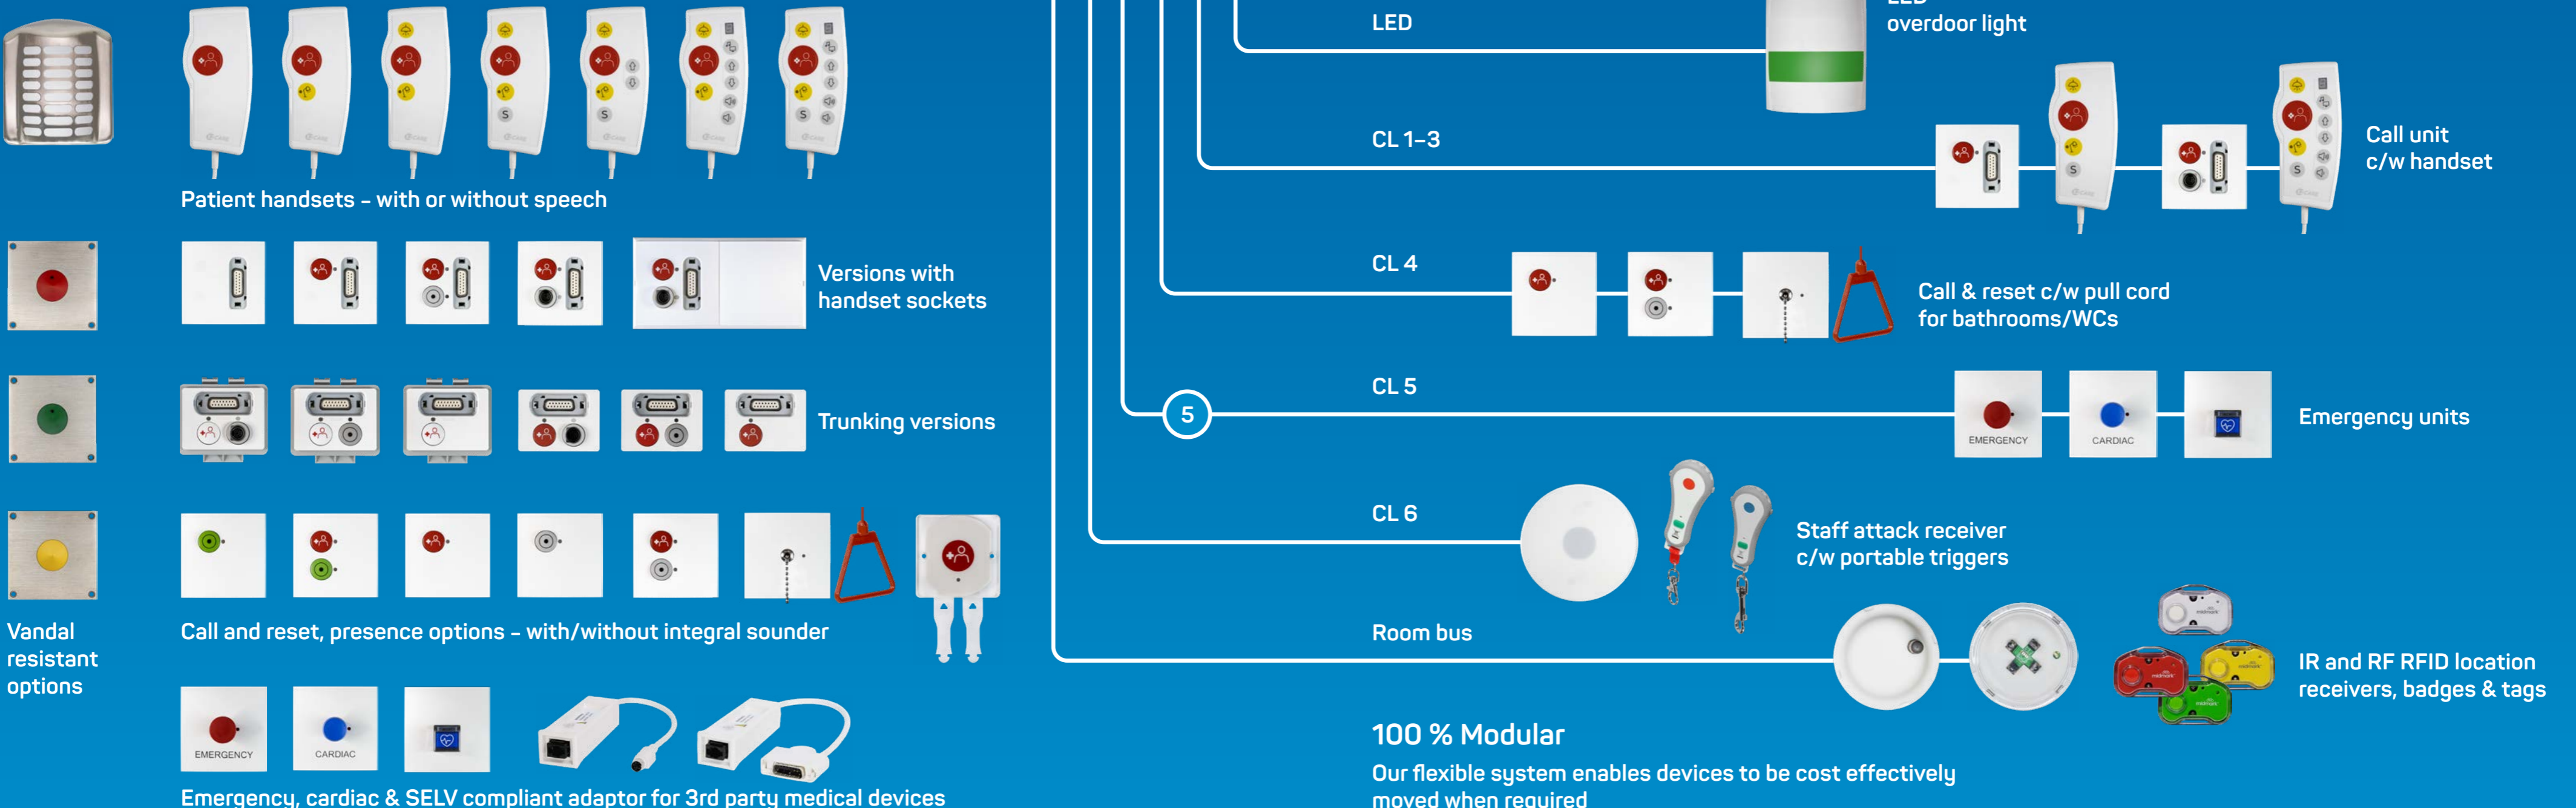 Patient handsets – with or without speech
Versions with
handset sockets
Trunking versions
Vandal
resistant
options
Call and reset, presence options – with/without integral sounder
EMERGENCY
CARDIAC
Emergency, cardiac & SELV compliant adaptor for 3rd party medical devices
LED
LED
overdoor light
CL 1–3
Call unit
c/w handset
CL 4
Call & reset c/w pull cord
for bathrooms/WCs
5
CL 5
EMERGENCY
CARDIAC
Emergency units
CL 6
Staff attack receiver
c/w portable triggers
Room bus
IR and RF RFID location
receivers, badges & tags
100 % Modular
Our flexible system enables devices to be cost effectively
moved when required